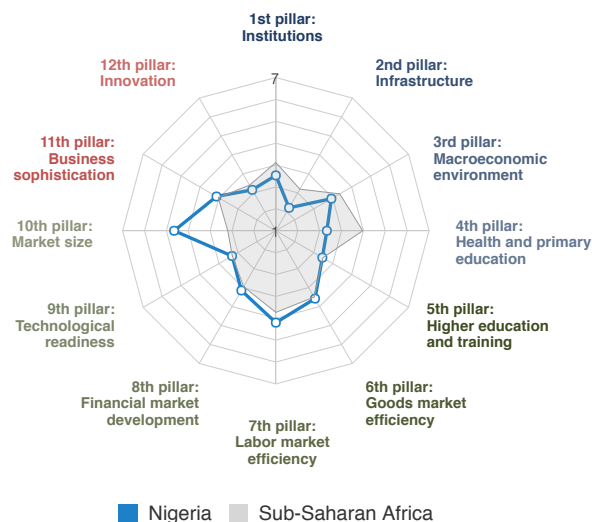 1st pillar:
Institutions
2nd pillar:
Infrastructure
3rd pillar:
Macroeconomic
environment
4th pillar:
Health and primary
education
5th pillar:
Higher education
and training
6th pillar:
Goods market
efficiency
7th pillar:
Labor market
efficiency
8th pillar:
Financial market
development
9th pillar:
Technological
readiness
10th pillar:
Market size
11th pillar:
Business
sophistication
12th pillar:
Innovation
7
1
Nigeria
Sub-Saharan Africa